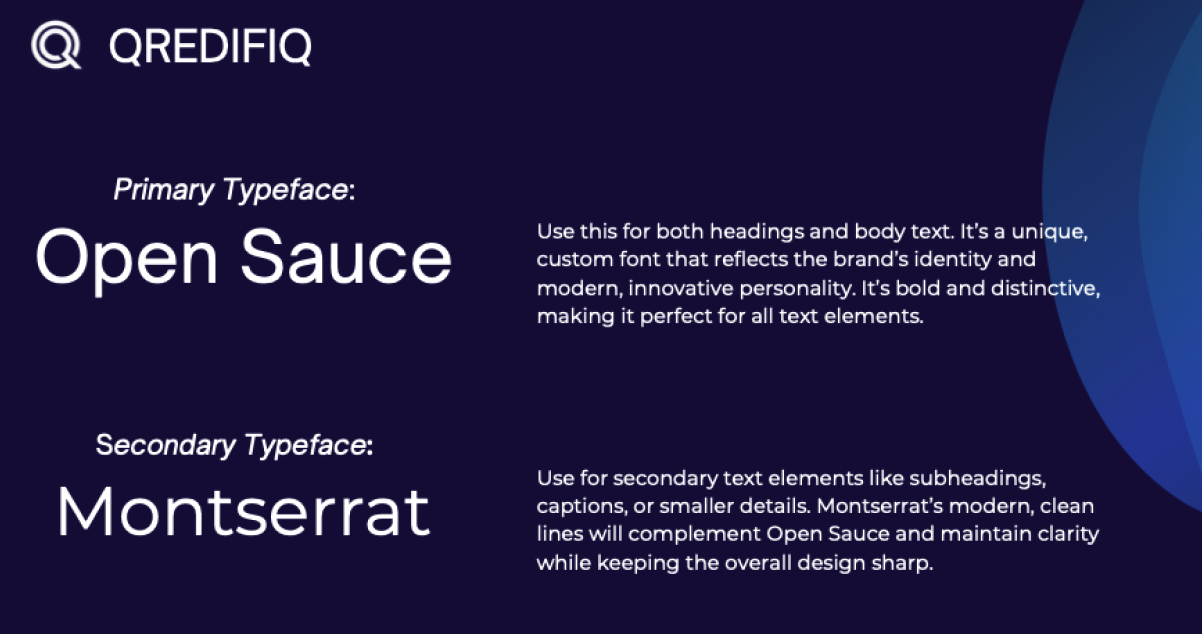 QREDIFIQ
Primary Typeface:
Open Sauce
Use this for both headings and body text. It’s a unique,
custom font that reflects the brand’s identity and
modern, innovative personality. It’s bold and distinctive,
making it perfect for all text elements.
Secondary Typeface:
Montserrat
Use for secondary text elements like subheadings,
captions, or smaller details. Montserrat’s modern, clean
lines will complement Open Sauce and maintain clarity
while keeping the overall design sharp.